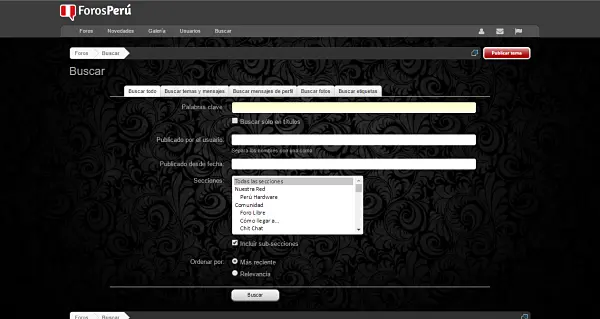 ForosPerú
Foros Novedades Galería Usuarios Buscar
Foros Buscar Publicar tema
Buscar
Buscar todo Buscar temas y mensajes Buscar mensajes de perfil Buscar fotos Buscar etiquetas
Palabras clave:
Buscar sólo en títulos
Publicado por el usuario:
Separa los nombres con una coma.
Publicado desde fecha:
Secciones: Todas las secciones
Nuestra Red
Perú Hardware
Comunidad
Foro Libre
Cómo llegar a...
Chit Chat
Incluir sub-secciones
Ordenar por: Más reciente
Relevancia
Buscar
Foros Buscar